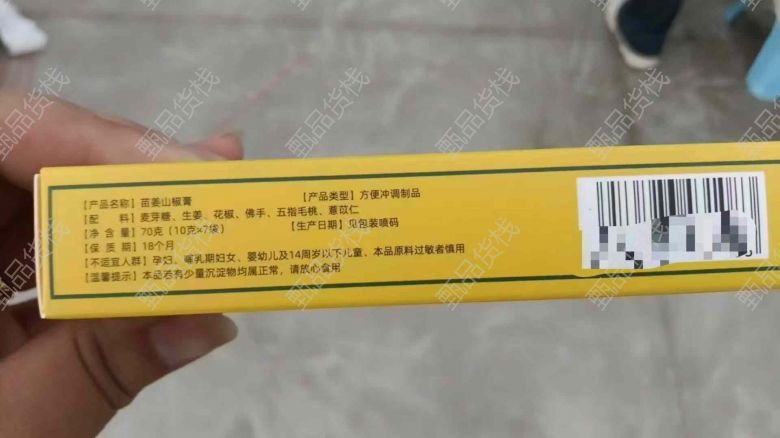 【产品名称】苗姜山椒膏 【产品类型】方便冲调制品
【配 料】麦芽糖、生姜、花椒、佛手、五指毛桃、薏苡仁
【净 含 量】70克（10克×7袋） 【生产日期】见包装喷码
【保 质 期】18个月
【不适宜人群】孕妇、哺乳期妇女、婴幼儿及14周岁以下儿童、本品原料过敏者慎用
【温馨提示】本品若有少量沉淀物均属正常，请放心食用
甄品货栈